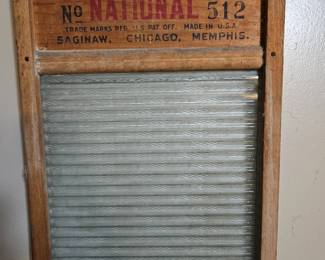 No NATIONAL 512
TRADE MARKS REG. U.S. PAT. OFF. MADE IN U.S.A.
SAGINAW, CHICAGO, MEMPHIS.